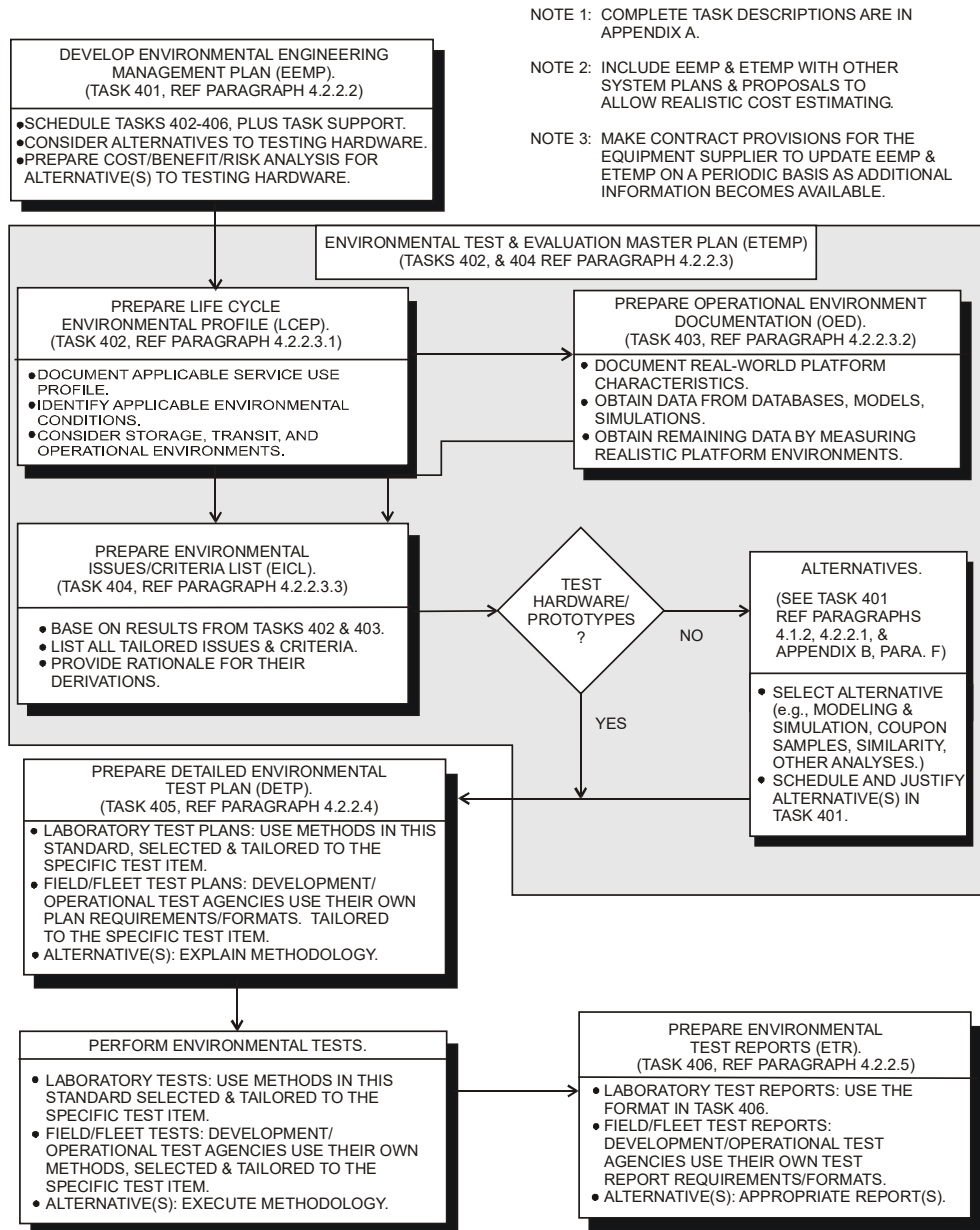 NOTE 1: COMPLETE TASK DESCRIPTIONS ARE IN
APPENDIX A.
NOTE 2: INCLUDE EEMP & ETEMP WITH OTHER
SYSTEM PLANS & PROPOSALS TO
ALLOW REALISTIC COST ESTIMATING.
NOTE 3: MAKE CONTRACT PROVISIONS FOR THE
EQUIPMENT SUPPLIER TO UPDATE EEMP &
ETEMP ON A PERIODIC BASIS AS ADDITIONAL
INFORMATION BECOMES AVAILABLE.
DEVELOP ENVIRONMENTAL ENGINEERING
MANAGEMENT PLAN (EEMP).
(TASK 401, REF PARAGRAPH 4.2.2.2)
●SCHEDULE TASKS 402-406, PLUS TASK SUPPORT.
●CONSIDER ALTERNATIVES TO TESTING HARDWARE.
●PREPARE COST/BENEFIT/RISK ANALYSIS FOR
ALTERNATIVE(S) TO TESTING HARDWARE.
ENVIRONMENTAL TEST & EVALUATION MASTER PLAN (ETEMP)
(TASKS 402, & 404 REF PARAGRAPH 4.2.2.3)
PREPARE LIFE CYCLE
ENVIRONMENTAL PROFILE (LCEP).
(TASK 402, REF PARAGRAPH 4.2.2.3.1)
●DOCUMENT APPLICABLE SERVICE USE
PROFILE.
●IDENTIFY APPLICABLE ENVIRONMENTAL
CONDITIONS.
●CONSIDER STORAGE, TRANSIT, AND
OPERATIONAL ENVIRONMENTS.
PREPARE OPERATIONAL ENVIRONMENT
DOCUMENTATION (OED).
(TASK 403, REF PARAGRAPH 4.2.2.3.2)
● DOCUMENT REAL-WORLD PLATFORM
CHARACTERISTICS.
● OBTAIN DATA FROM DATABASES, MODELS,
SIMULATIONS.
● OBTAIN REMAINING DATA BY MEASURING
REALISTIC PLATFORM ENVIRONMENTS.
PREPARE ENVIRONMENTAL
ISSUES/CRITERIA LIST (EICL).
(TASK 404, REF PARAGRAPH 4.2.2.3.3)
● BASE ON RESULTS FROM TASKS 402 & 403.
● LIST ALL TAILORED ISSUES & CRITERIA.
● PROVIDE RATIONALE FOR THEIR
DERIVATIONS.
TEST
HARDWARE/
PROTOTYPES
?
NO
YES
ALTERNATIVES.
(SEE TASK 401
REF PARAGRAPHS
4.1.2, 4.2.2.1, &
APPENDIX B, PARA. F)
● SELECT ALTERNATIVE
(e.g., MODELING &
SIMULATION, COUPON
SAMPLES, SIMILARITY,
OTHER ANALYSES.)
● SCHEDULE AND JUSTIFY
ALTERNATIVE(S) IN
TASK 401.
PREPARE DETAILED ENVIRONMENTAL
TEST PLAN (DETP).
(TASK 405, REF PARAGRAPH 4.2.2.4)
● LABORATORY TEST PLANS: USE METHODS IN THIS
STANDARD, SELECTED & TAILORED TO THE
SPECIFIC TEST ITEM.
● FIELD/FLEET TEST PLANS: DEVELOPMENT/
OPERATIONAL TEST AGENCIES USE THEIR OWN
PLAN REQUIREMENTS/FORMATS. TAILORED
TO THE SPECIFIC TEST ITEM.
● ALTERNATIVE(S): EXPLAIN METHODOLOGY.
PERFORM ENVIRONMENTAL TESTS.
● LABORATORY TESTS: USE METHODS IN THIS
STANDARD SELECTED & TAILORED TO THE
SPECIFIC TEST ITEM.
● FIELD/FLEET TESTS: DEVELOPMENT/
OPERATIONAL TEST AGENCIES USE THEIR OWN
METHODS, SELECTED & TAILORED TO THE
SPECIFIC TEST ITEM.
● ALTERNATIVE(S): EXECUTE METHODOLOGY.
PREPARE ENVIRONMENTAL
TEST REPORTS (ETR).
(TASK 406, REF PARAGRAPH 4.2.2.5)
● LABORATORY TEST REPORTS: USE THE
FORMAT IN TASK 406.
● FIELD/FLEET TEST REPORTS:
DEVELOPMENT/OPERATIONAL TEST
AGENCIES USE THEIR OWN TEST
REPORT REQUIREMENTS/FORMATS.
● ALTERNATIVE(S): APPROPRIATE REPORT(S).